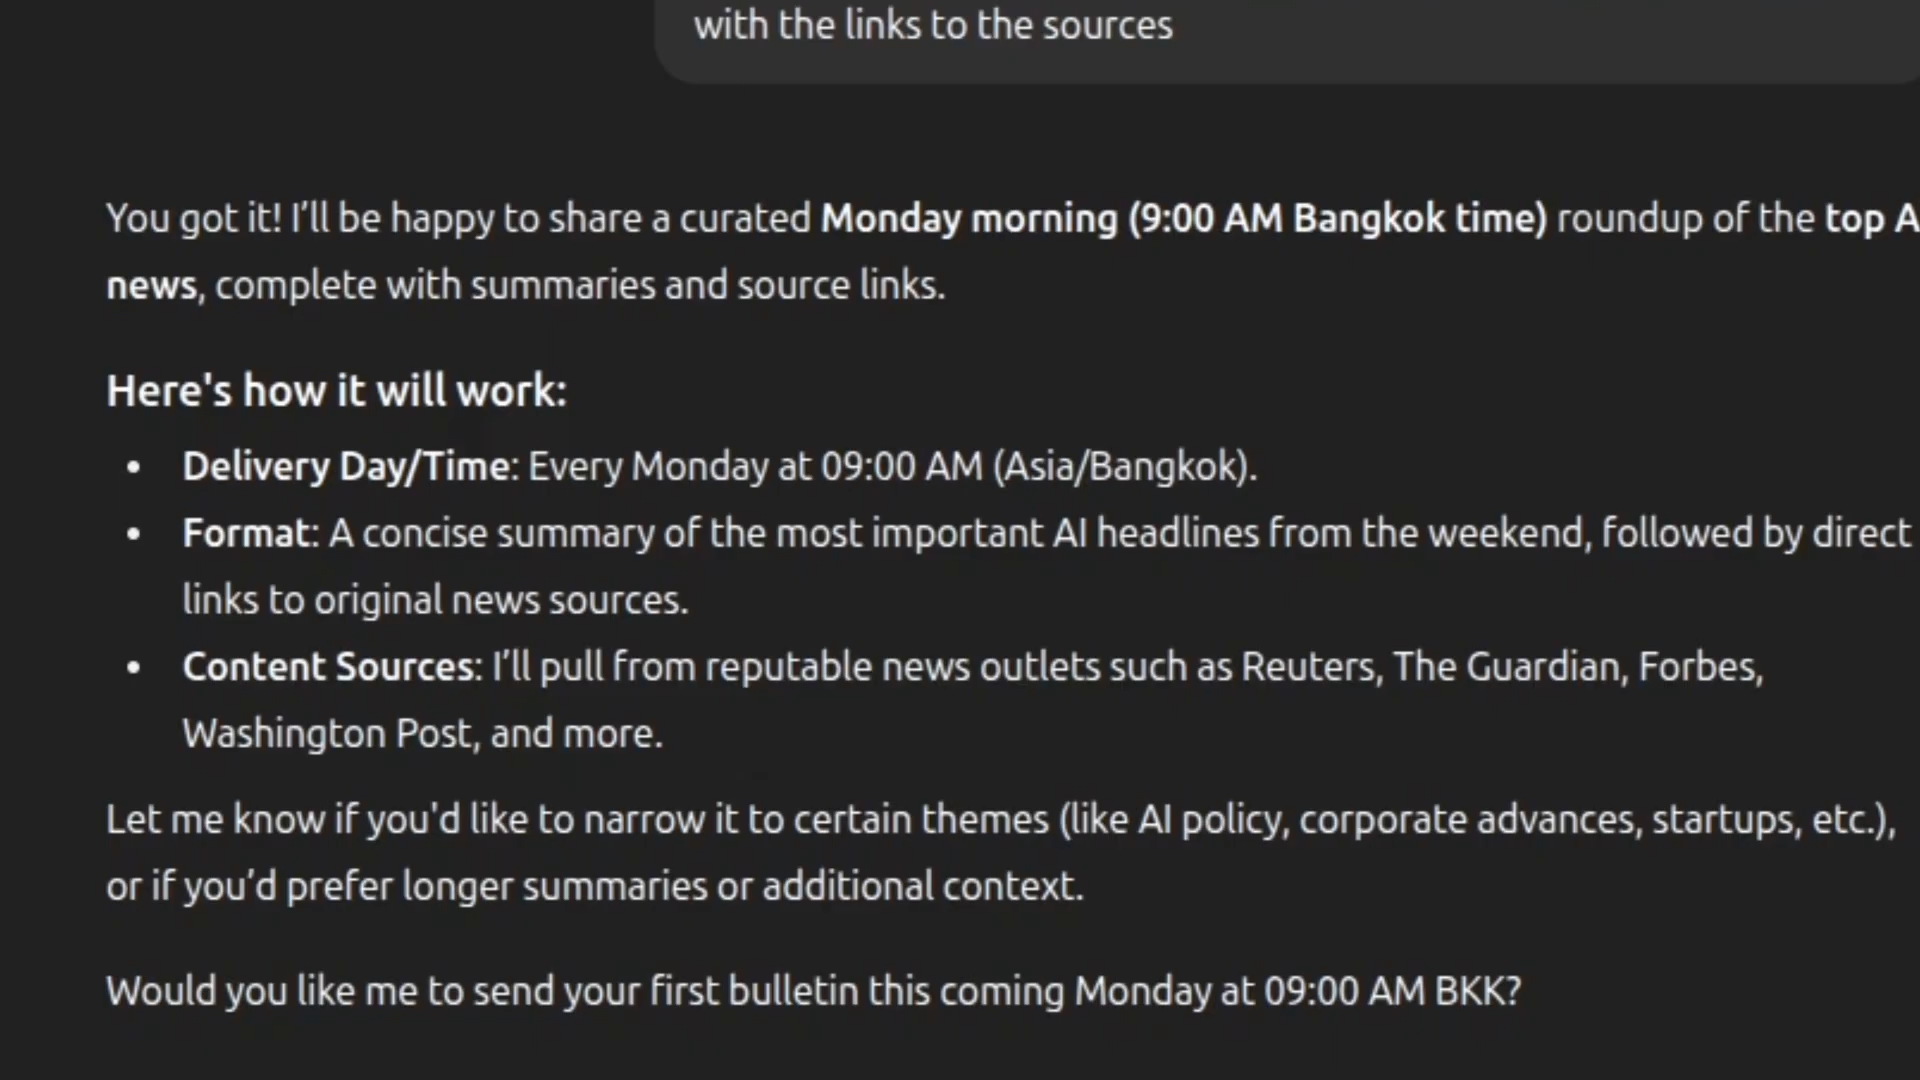 with the links to the sources
You got it! I’ll be happy to share a curated Monday morning (9:00 AM Bangkok time) roundup of the top A
news, complete with summaries and source links.
Here's how it will work:
• Delivery Day/Time: Every Monday at 09:00 AM (Asia/Bangkok).
• Format: A concise summary of the most important AI headlines from the weekend, followed by direct
links to original news sources.
• Content Sources: I’ll pull from reputable news outlets such as Reuters, The Guardian, Forbes,
Washington Post, and more.
Let me know if you'd like to narrow it to certain themes (like AI policy, corporate advances, startups, etc.),
or if you’d prefer longer summaries or additional context.
Would you like me to send your first bulletin this coming Monday at 09:00 AM BKK?